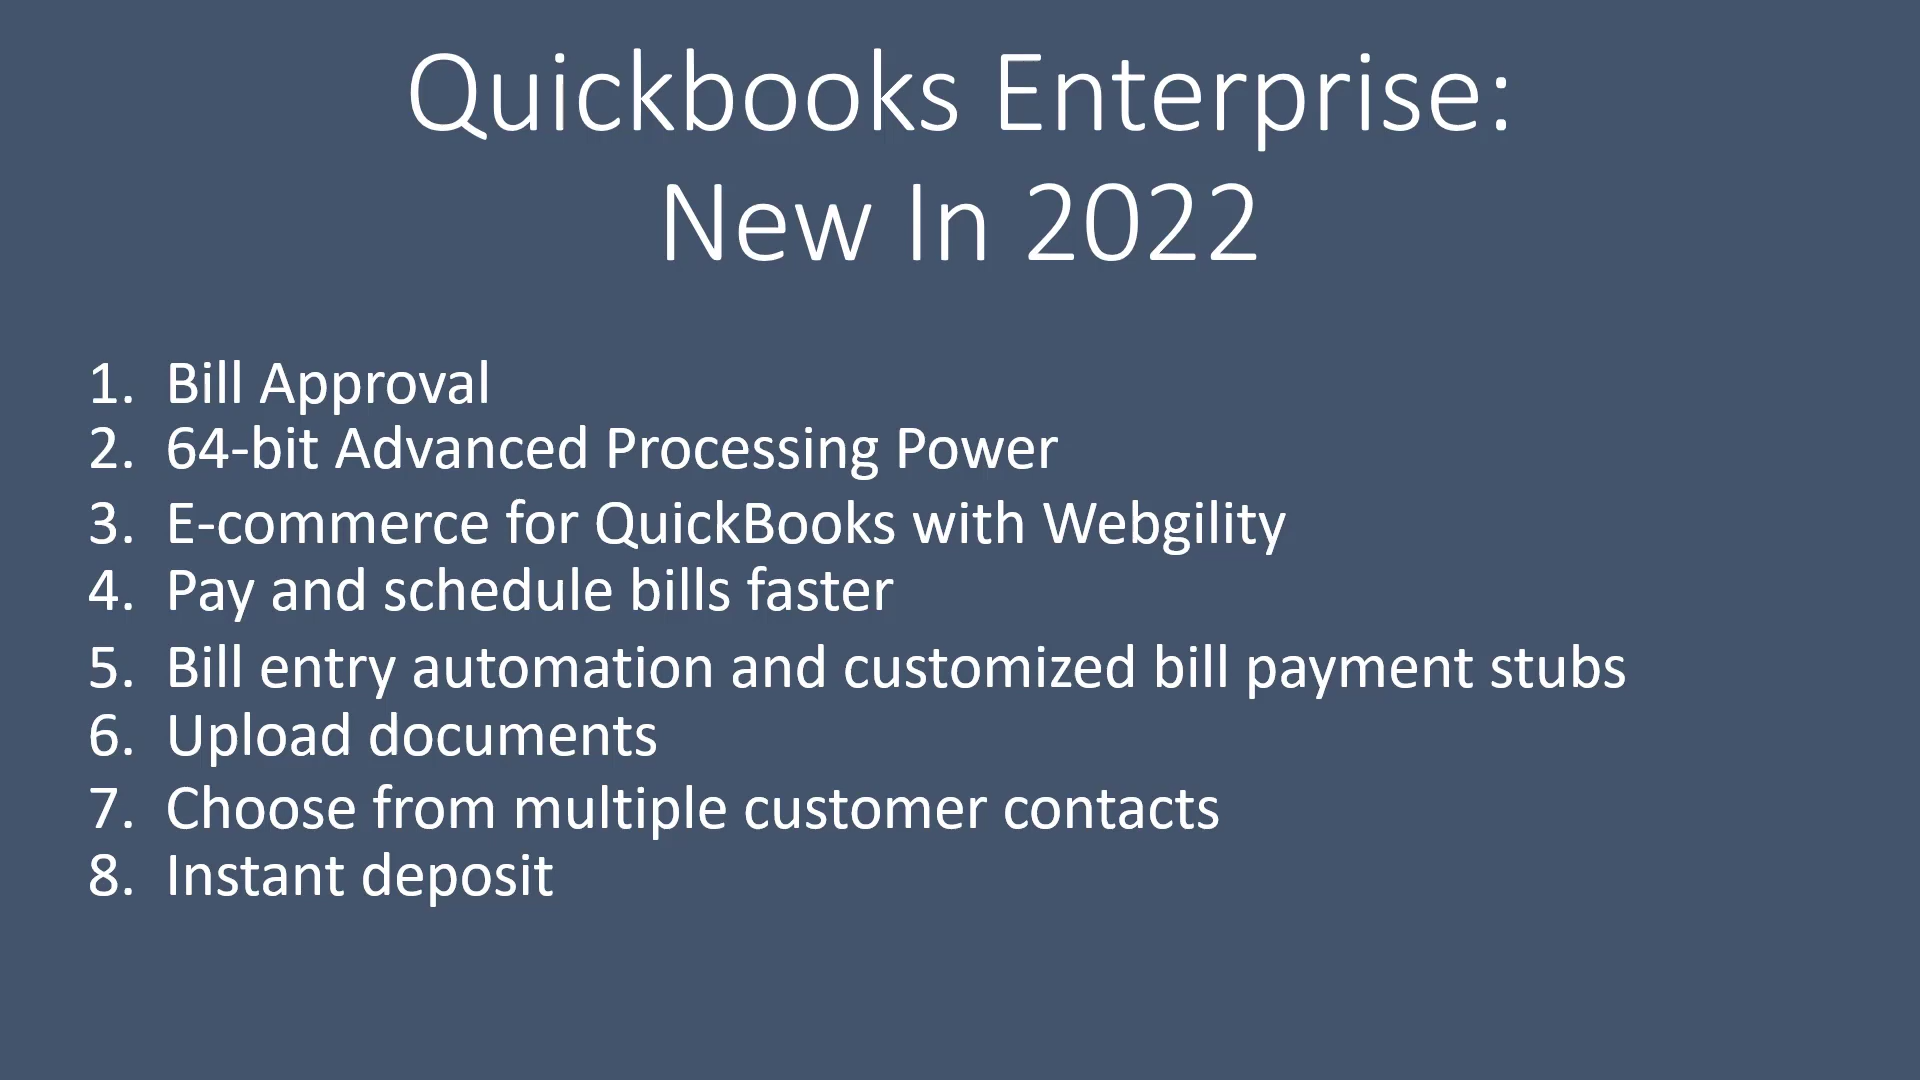 Quickbooks Enterprise:
New In 2022
1. Bill Approval
2. 64-bit Advanced Processing Power
3. E-commerce for QuickBooks with Webgility
4. Pay and schedule bills faster
5. Bill entry automation and customized bill payment stubs
6. Upload documents
7. Choose from multiple customer contacts
8. Instant deposit